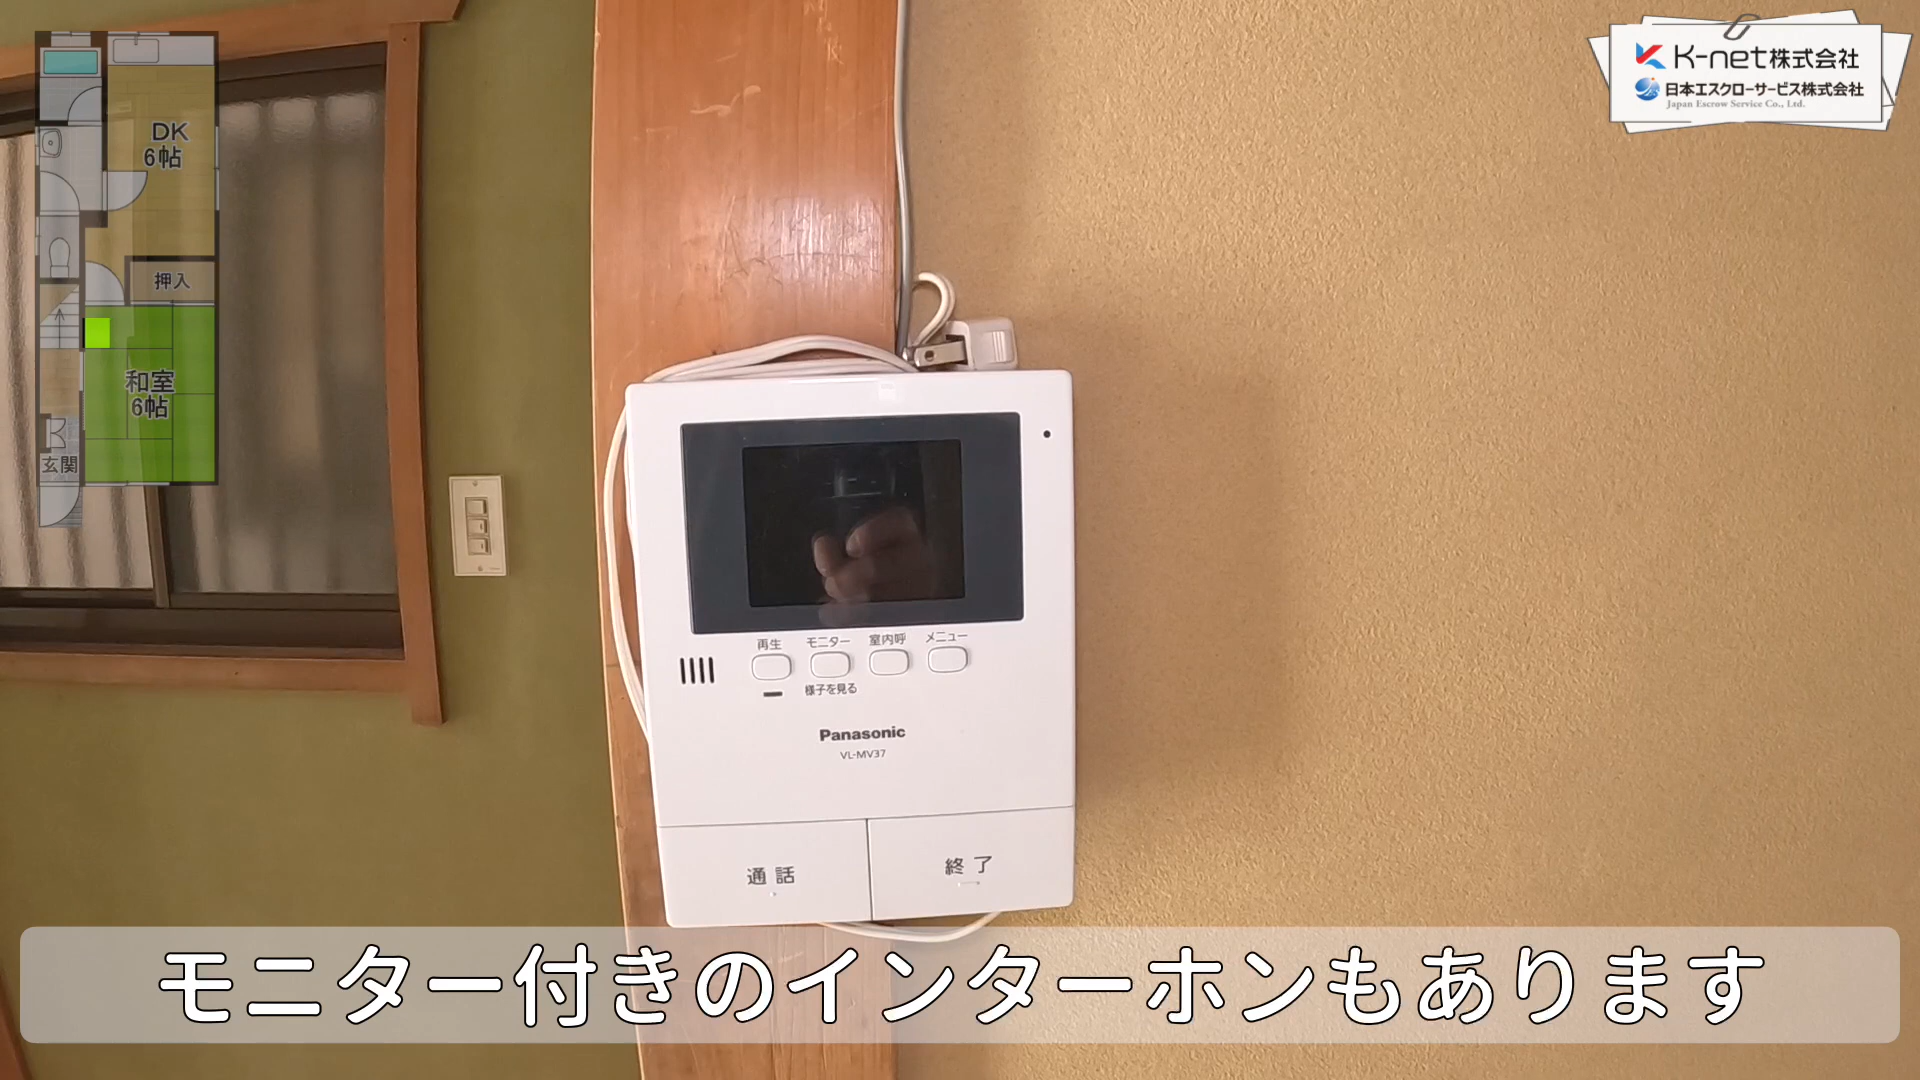 DK
6帖
押入
和室
6帖
玄関
K-net株式会社
日本エスクローサービス株式会社
Japan Escrow Service Co., Ltd.
再生
モニター
室内呼
メニュー
様子を見る
Panasonic
VL-MV37
通話
終了
モニター付きのインターホンもあります